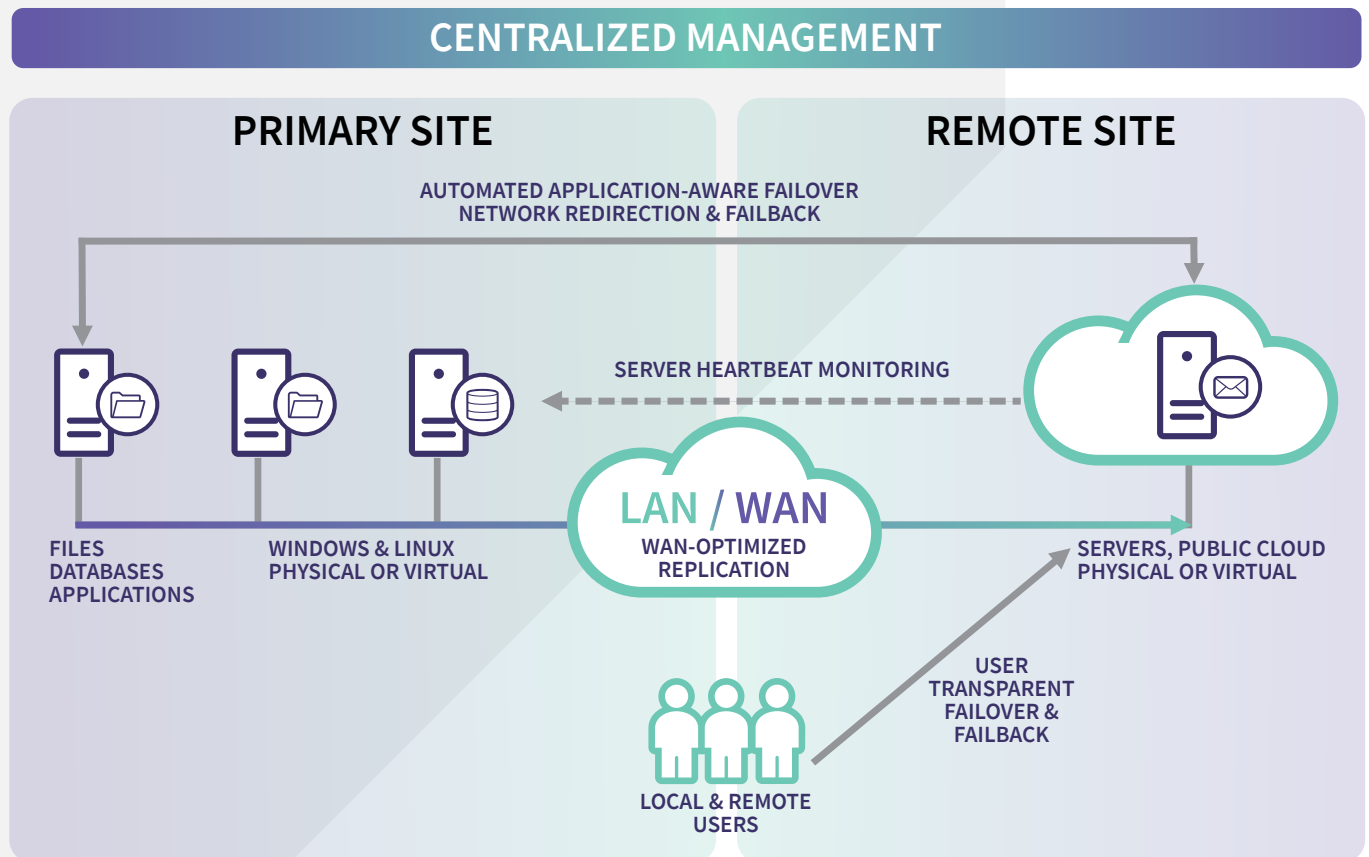 CENTRALIZED MANAGEMENT
PRIMARY SITE
REMOTE SITE
AUTOMATED APPLICATION-AWARE FAILOVER
NETWORK REDIRECTION & FAILBACK
SERVER HEARTBEAT MONITORING
LAN / WAN
WAN-OPTIMIZED
REPLICATION
FILES
DATABASES
APPLICATIONS
WINDOWS & LINUX
PHYSICAL OR VIRTUAL
SERVERS, PUBLIC CLOUD
PHYSICAL OR VIRTUAL
USER
TRANSPARENT
FAILOVER &
FAILBACK
LOCAL & REMOTE
USERS